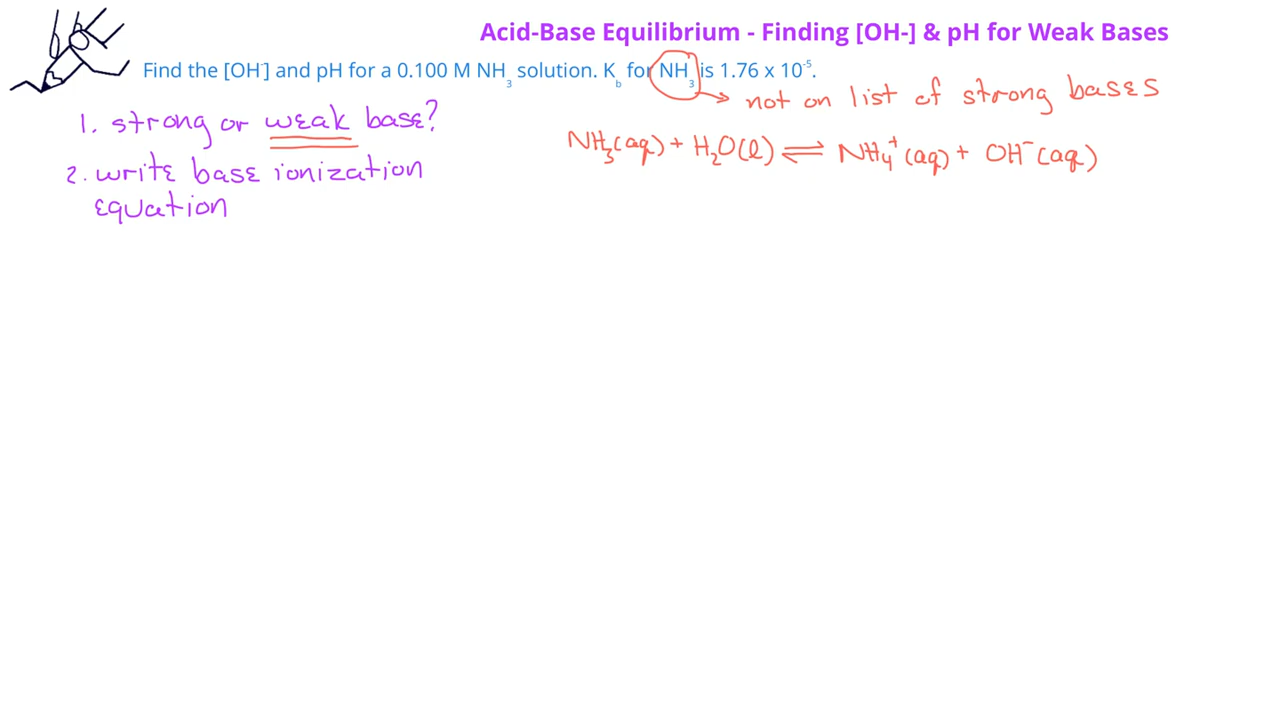 Acid-Base Equilibrium - Finding [OH-] & pH for Weak Bases
Find the [OH⁻] and pH for a 0.100 M NH₃ solution. K_b for NH₃ is 1.76 x 10⁻⁵.
not on list of strong bases
1. strong or weak base?
NH₃(aq) + H₂O(l) ⇌ NH₄⁺(aq) + OH⁻(aq)
2. write base ionization
equation